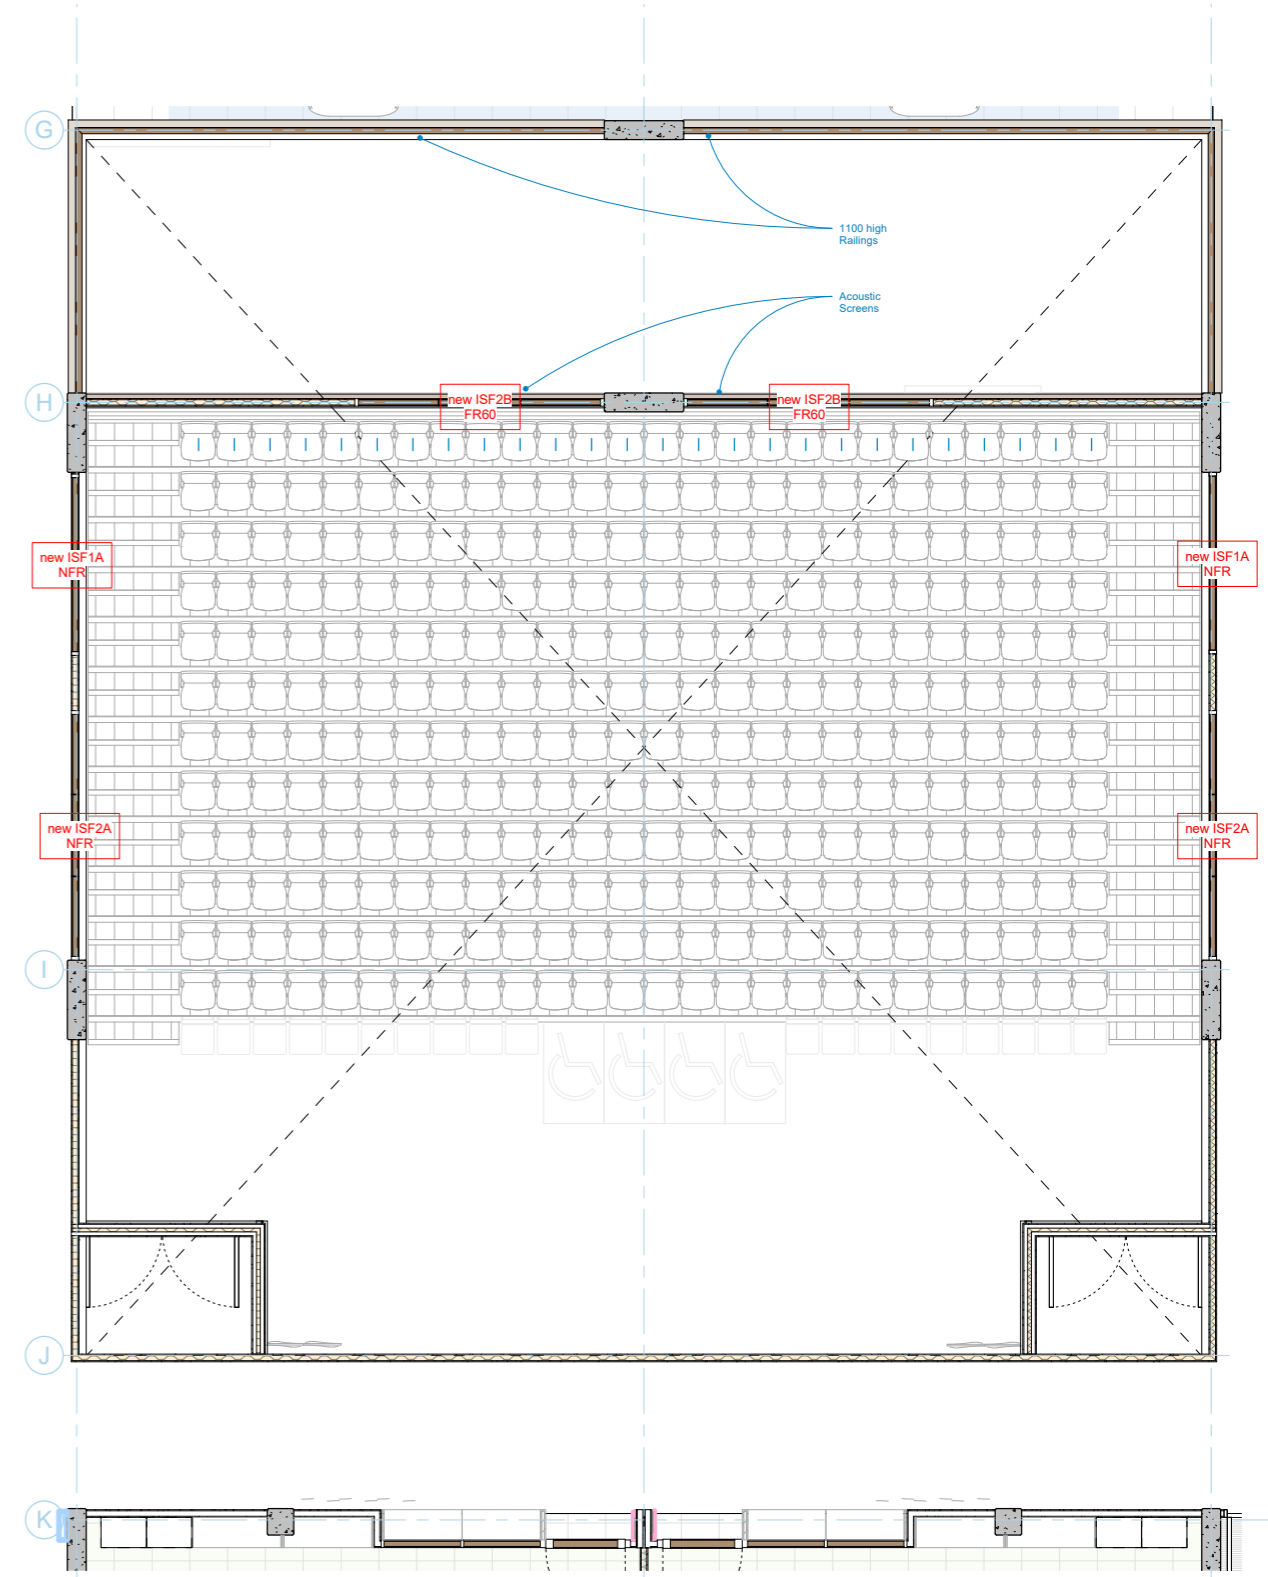 G
1100 high
Railings
Acoustic
Screens
H
new ISF2B
FR60
new ISF2B
FR60
new ISF1A
NFR
new ISF1A
NFR
new ISF2A
NFR
new ISF2A
NFR
I
J
K